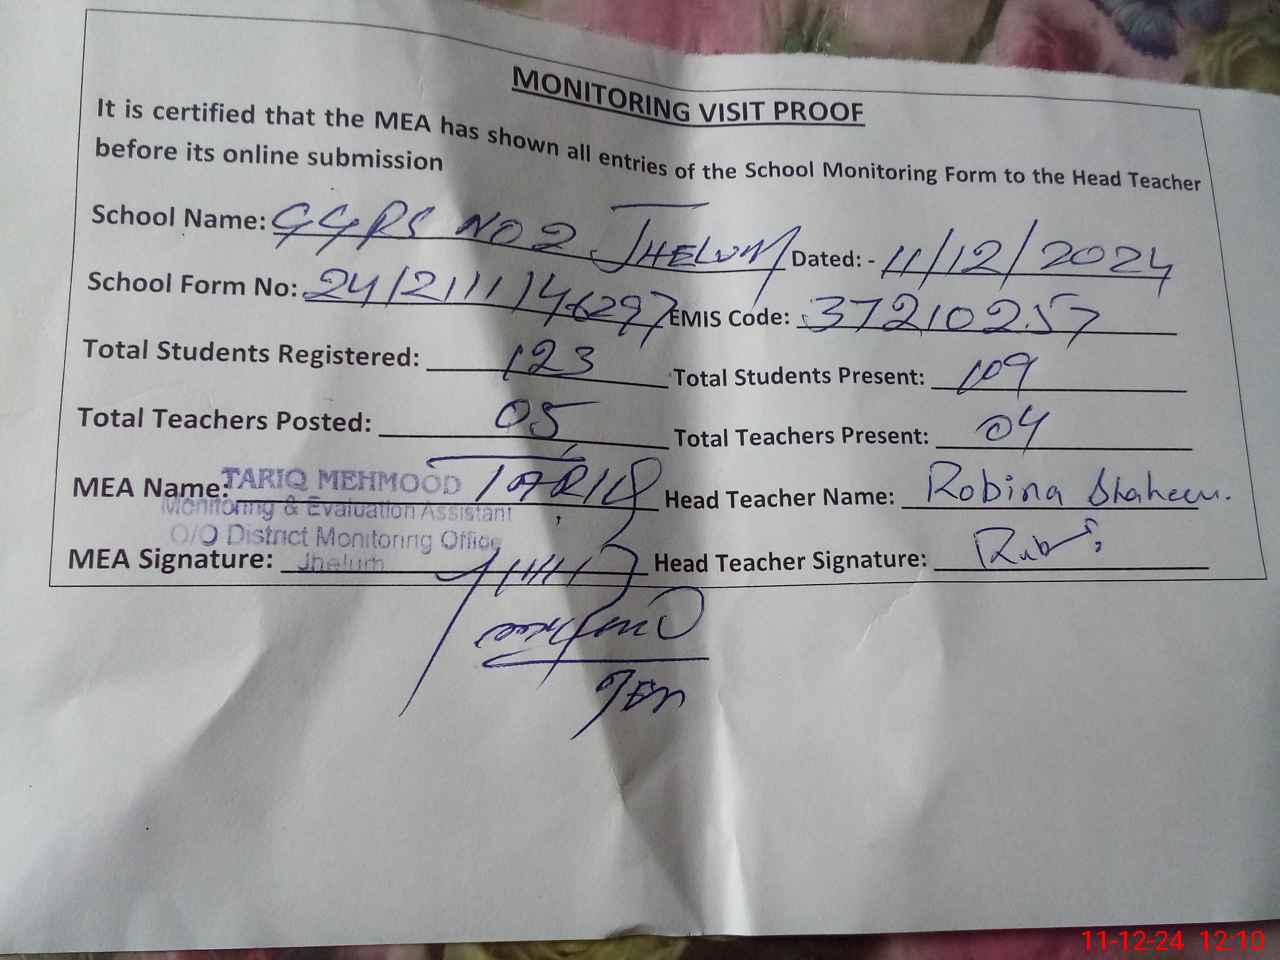 MONITORING VISIT PROOF
It is certified that the MEA has shown all entries of the School Monitoring Form to the Head Teacher
before its online submission
School Name: GGPS NO 2 JHELUM Dated: - 11/12/2024
School Form No: 24/2111146297 EMIS Code: 37210257
Total Students Registered: 123 Total Students Present: 109
Total Teachers Posted: 05 Total Teachers Present: 04
MEA Name: TARIQ Head Teacher Name: Robina Shaheen.
TARIQ MEHMOOD
Monitoring & Evaluation Assistant
O/O District Monitoring Office
Jhelum
MEA Signature: Head Teacher Signature:
11-12-24 12:10